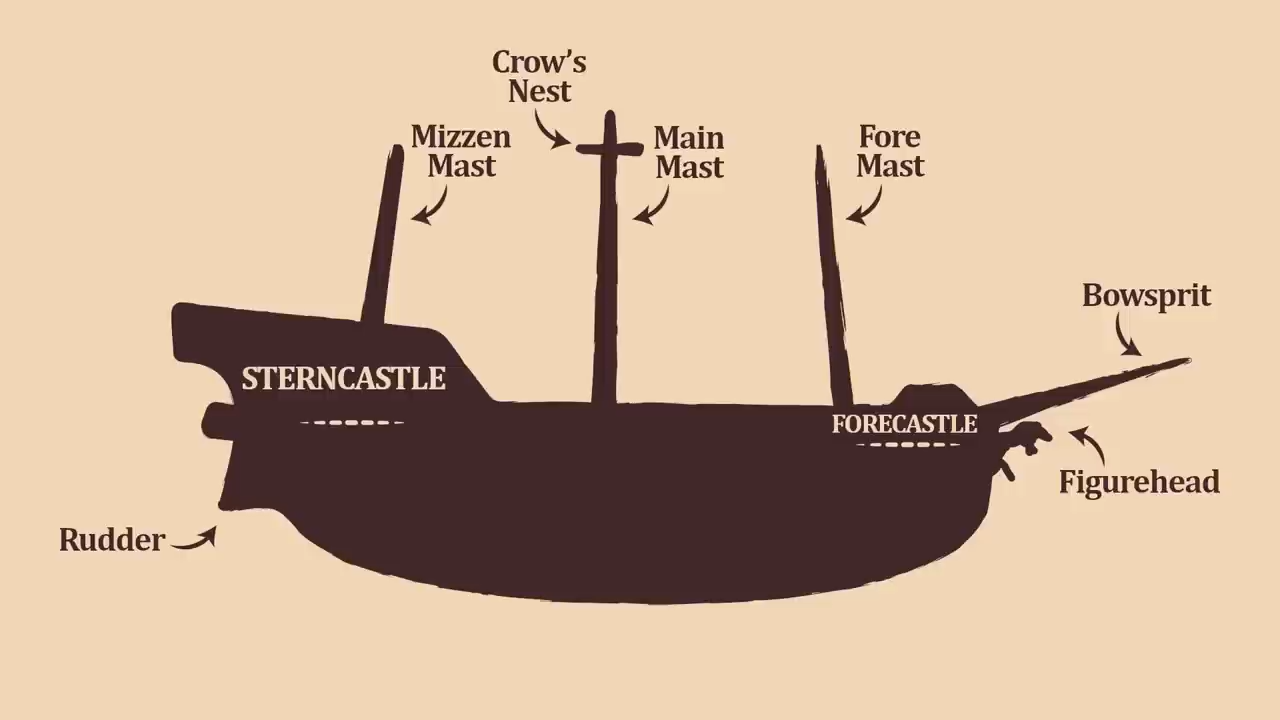 Crow’s
Nest
Mizzen
Mast
Main
Mast
Fore
Mast
Bowsprit
STERNCASTLE
FORECASTLE
Figurehead
Rudder